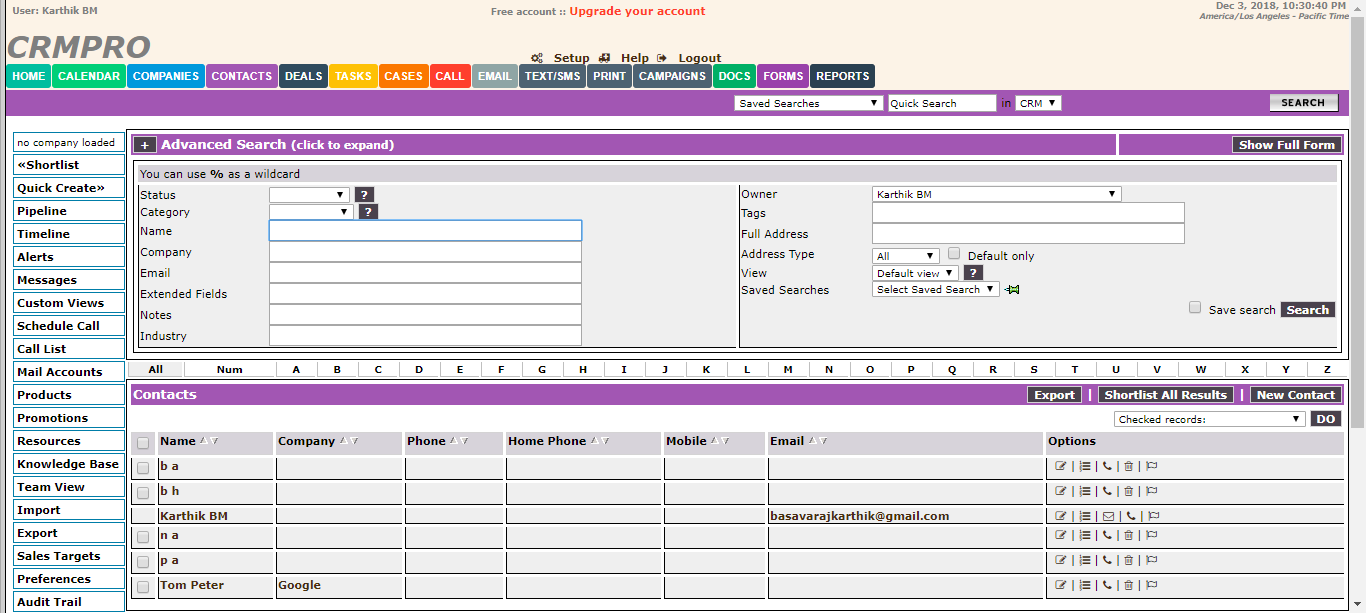 User: Karthik BM
Free account :: Upgrade your account
Dec 3, 2018, 10:30:40 PM
America/Los Angeles - Pacific Time
CRMPRO
Setup Help Logout
HOME CALENDAR COMPANIES CONTACTS DEALS TASKS CASES CALL EMAIL TEXT/SMS PRINT CAMPAIGNS DOCS FORMS REPORTS
Saved Searches Quick Search in CRM SEARCH
no company loaded
«Shortlist
Quick Create»
Pipeline
Timeline
Alerts
Messages
Custom Views
Schedule Call
Call List
Mail Accounts
Products
Promotions
Resources
Knowledge Base
Team View
Import
Export
Sales Targets
Preferences
Audit Trail
+ Advanced Search (click to expand) Show Full Form
You can use % as a wildcard
Status ?
Category ?
Name
Company
Email
Extended Fields
Notes
Industry
Owner Karthik BM
Tags
Full Address
Address Type All Default only
View Default view ?
Saved Searches Select Saved Search
Save search Search
All Num A B C D E F G H I J K L M N O P Q R S T U V W X Y Z
Contacts Export | Shortlist All Results | New Contact
Checked records: DO
Name Company Phone Home Phone Mobile Email Options
b a
b h
Karthik BM basavarajkarthik@gmail.com
n a
p a
Tom Peter Google